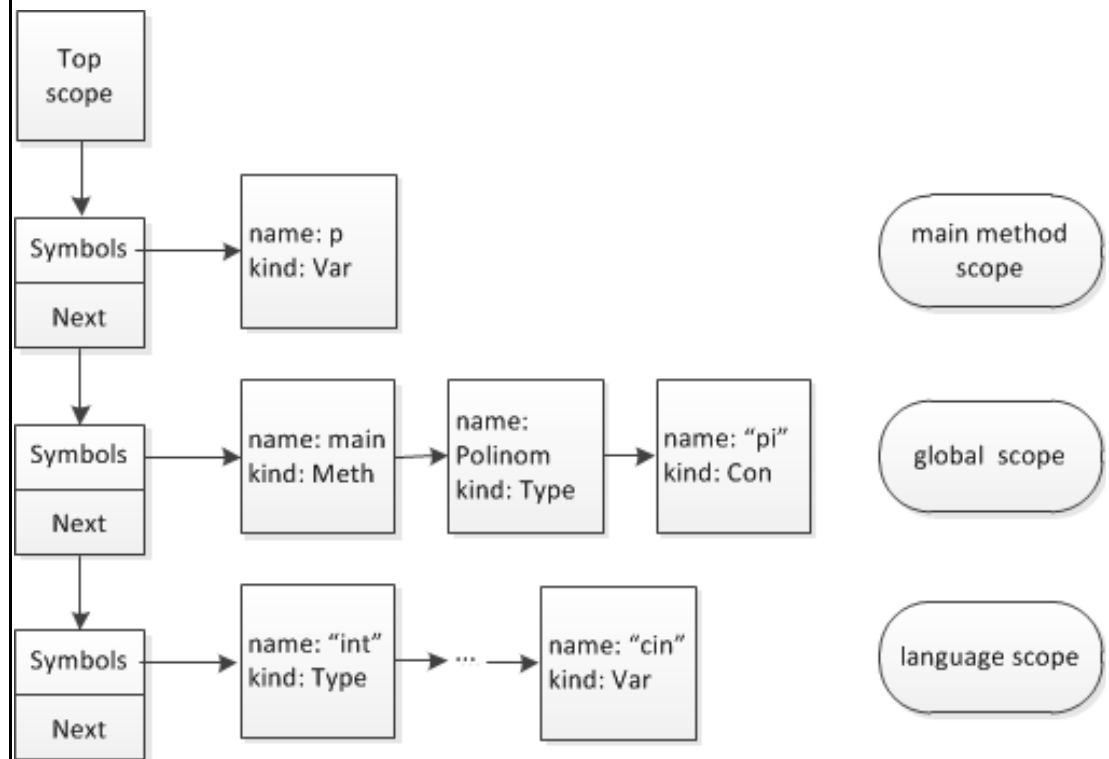 Top
scope
Symbols
Next
name: p
kind: Var
main method
scope
Symbols
Next
name: main
kind: Meth
name:
Polinom
kind: Type
name: “pi”
kind: Con
global scope
Symbols
Next
name: “int”
kind: Type
...
name: “cin”
kind: Var
language scope